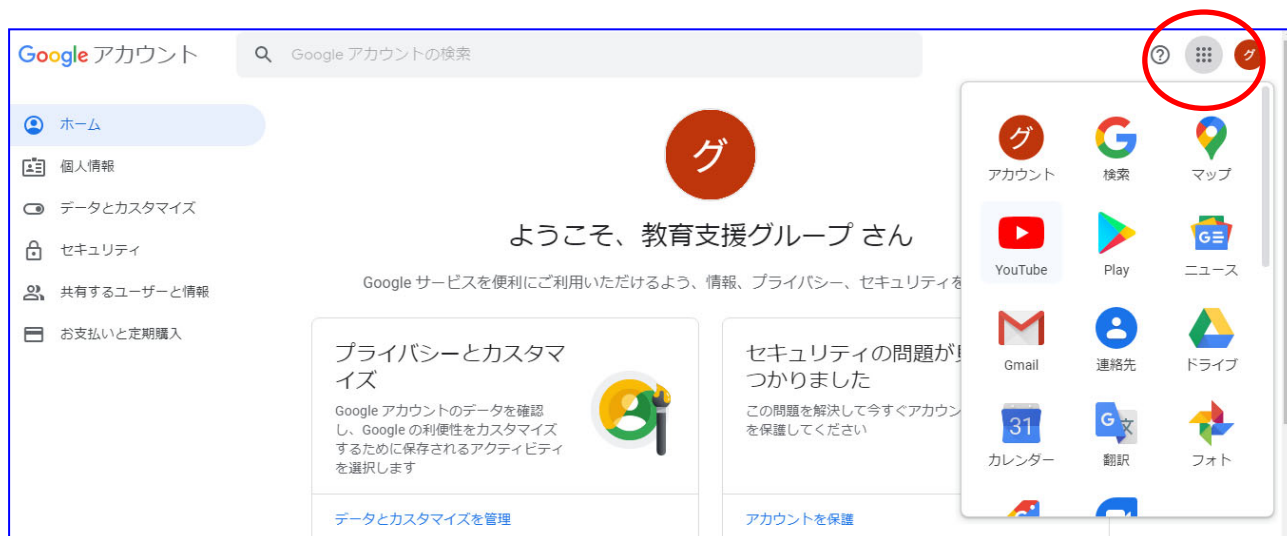 Google アカウント
Google アカウントの検索
グ
ホーム
個人情報
データとカスタマイズ
セキュリティ
共有するユーザーと情報
お支払いと定期購入
グ
ようこそ、教育支援グループ さん
Google サービスを便利にご利用いただけるよう、情報、プライバシー、セキュリティを
プライバシーとカスタマ
イズ
Google アカウントのデータを確認
し、Google の利便性をカスタマイズ
するために保存されるアクティビティ
を選択します
データとカスタマイズを管理
セキュリティの問題が
つかりました
この問題を解決して今すぐアカウン
を保護してください
アカウントを保護
グ
アカウント
G
検索
マップ
YouTube
Play
GE
ニュース
Gmail
連絡先
ドライブ
31
カレンダー
G 文
翻訳
フォト